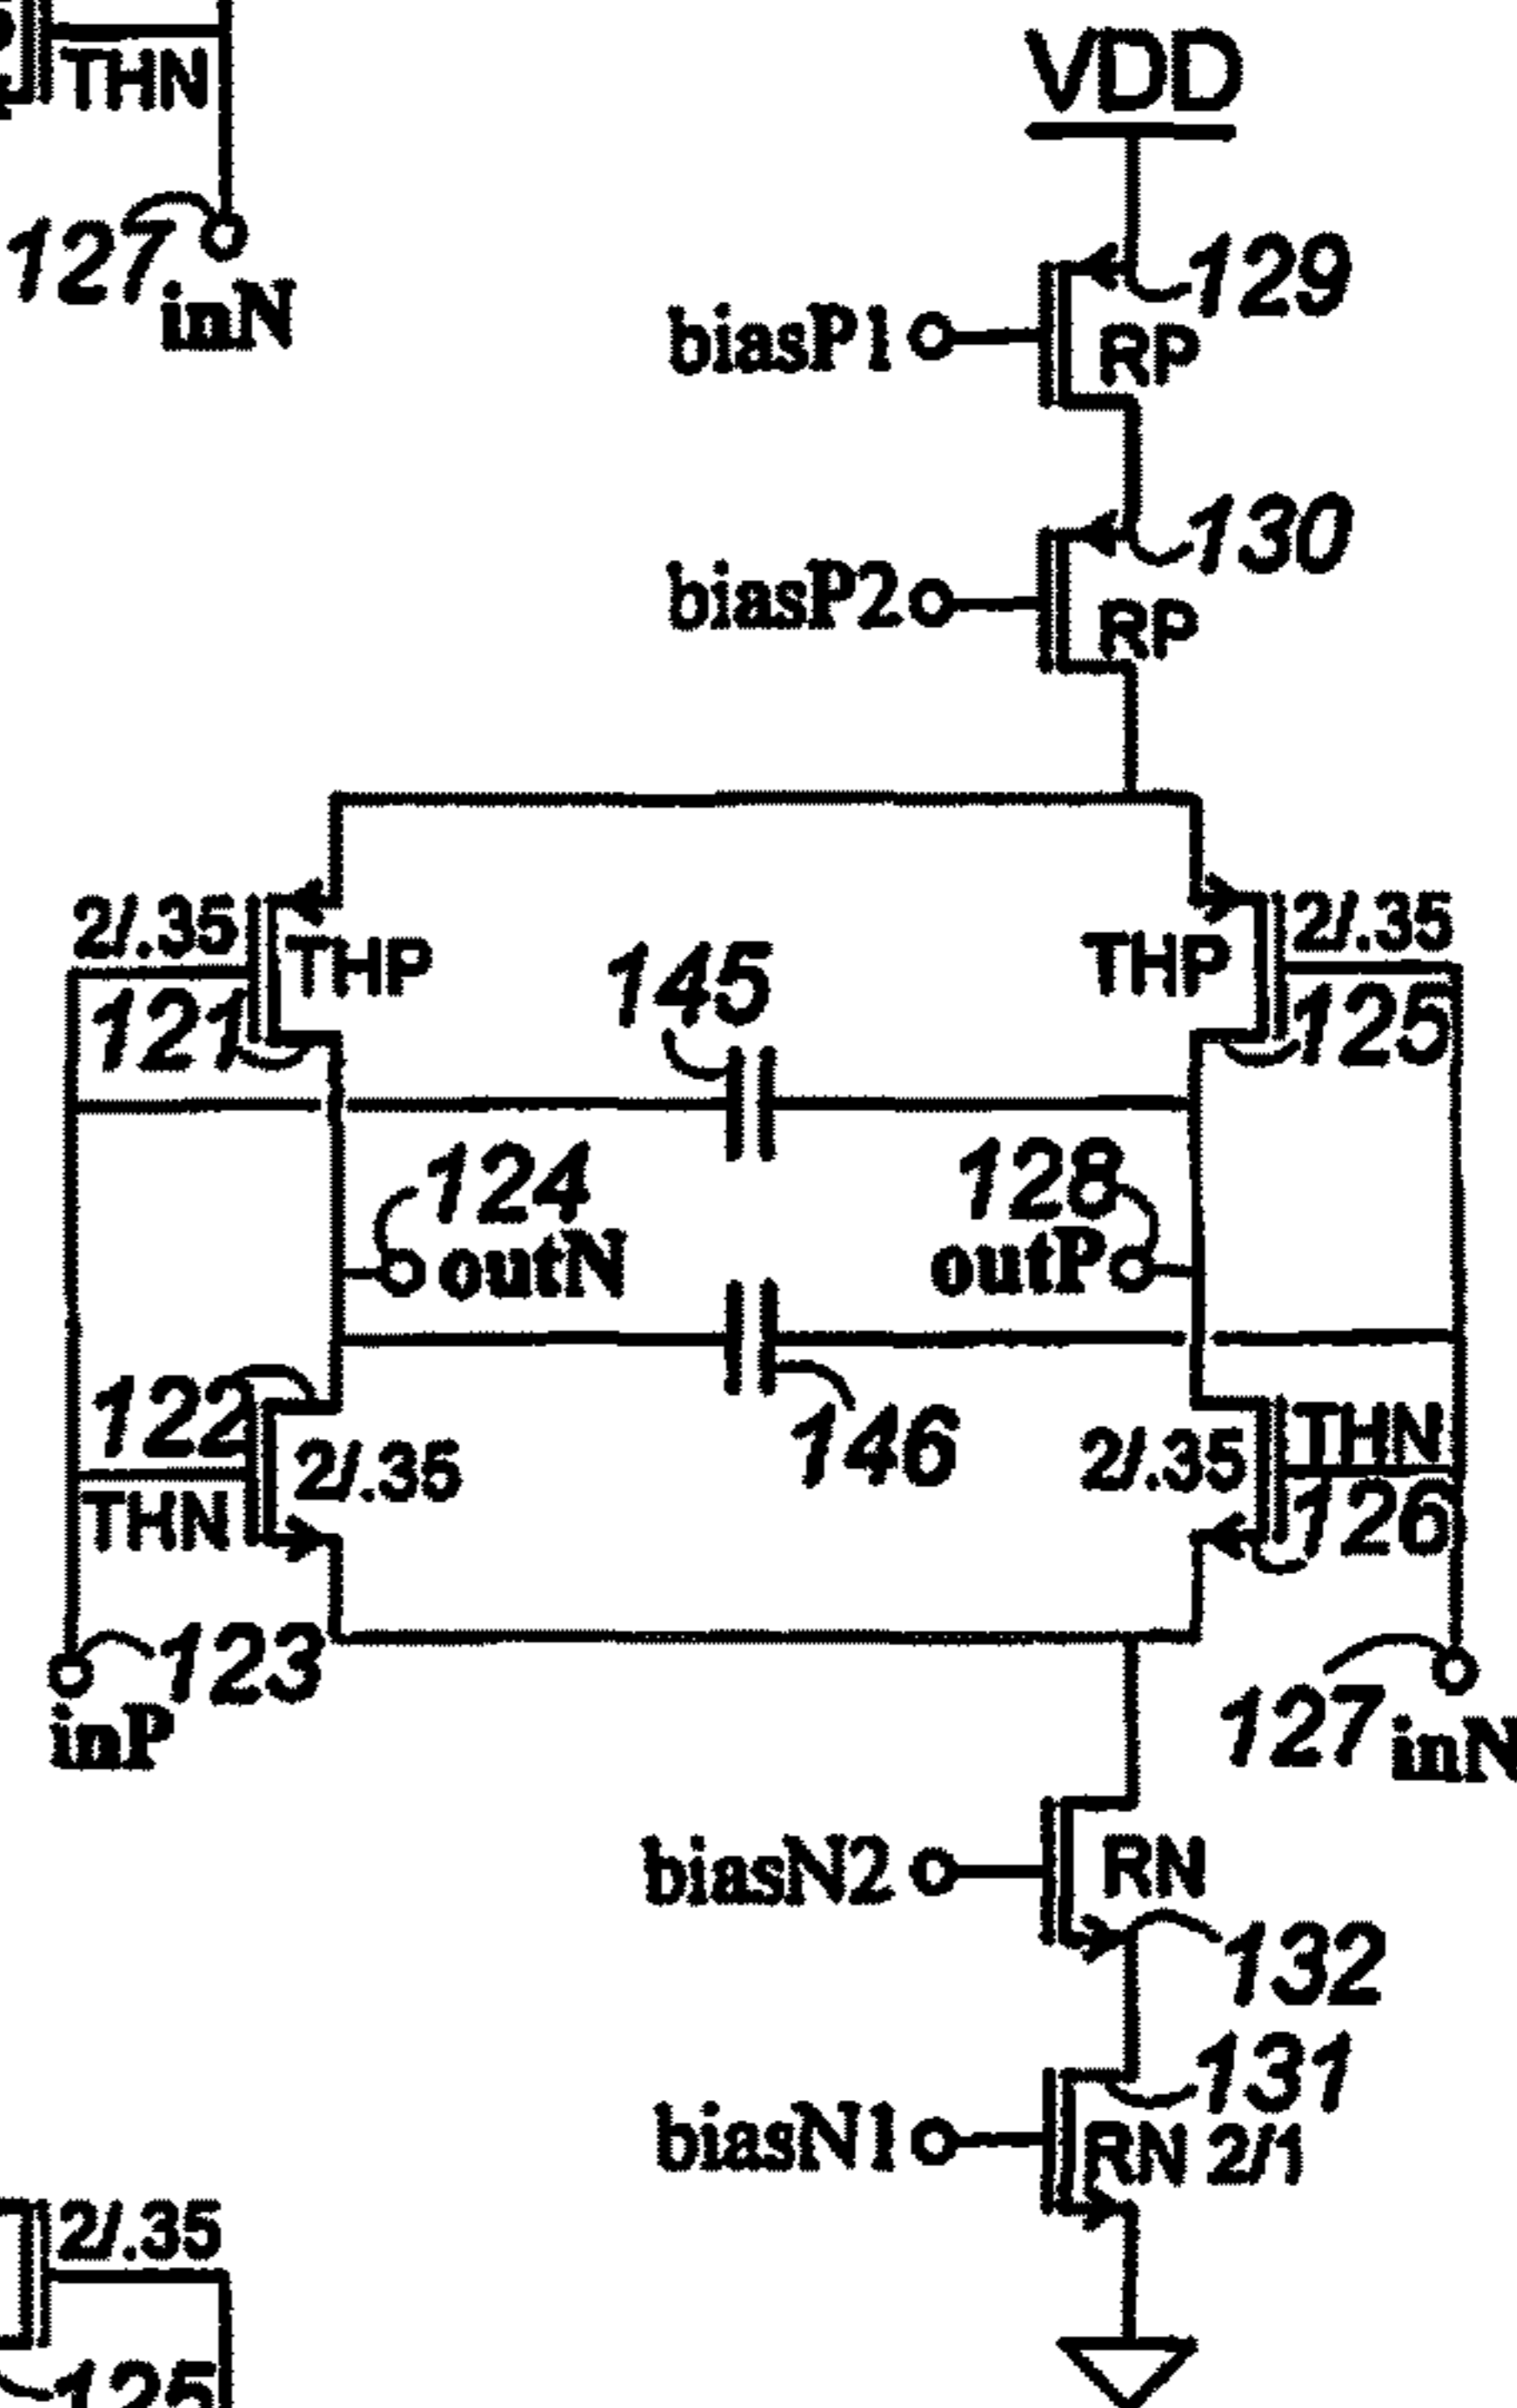 THN
VDD
127
inN
129
biasP1
RP
130
biasP2
RP
2/.35
THP
145
THP
2/.35
121
125
124
128
outN
outP
122
146
THN
2/.35
2/.35
126
THN
123
inP
127
inN
biasN2
RN
132
131
biasN1
RN 2/1
2/.35
125